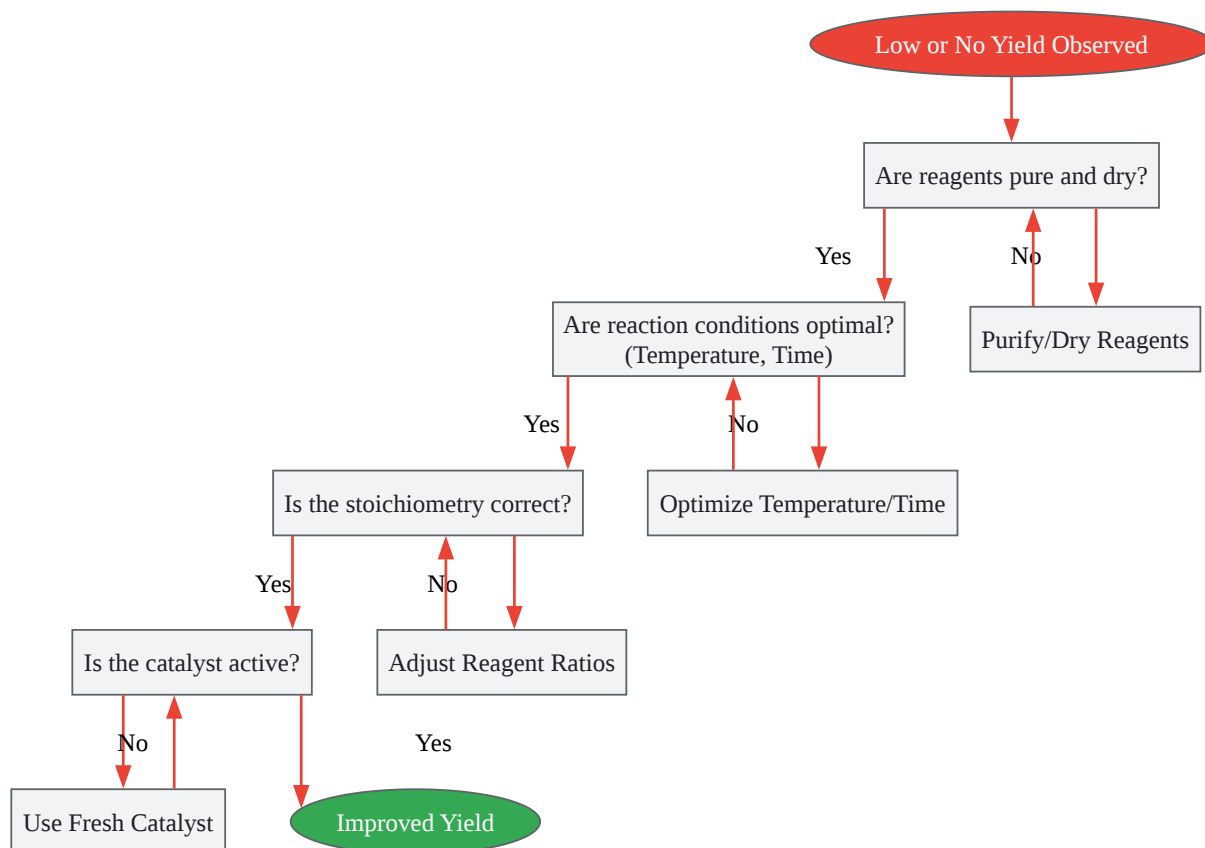 Low or No Yield Observed
Are reagents pure and dry?
Yes
No
Are reaction conditions optimal?
(Temperature, Time)
Purify/Dry Reagents
Yes
No
Is the stoichiometry correct?
Optimize Temperature/Time
Yes
No
Is the catalyst active?
Adjust Reagent Ratios
No
Yes
Use Fresh Catalyst
Improved Yield